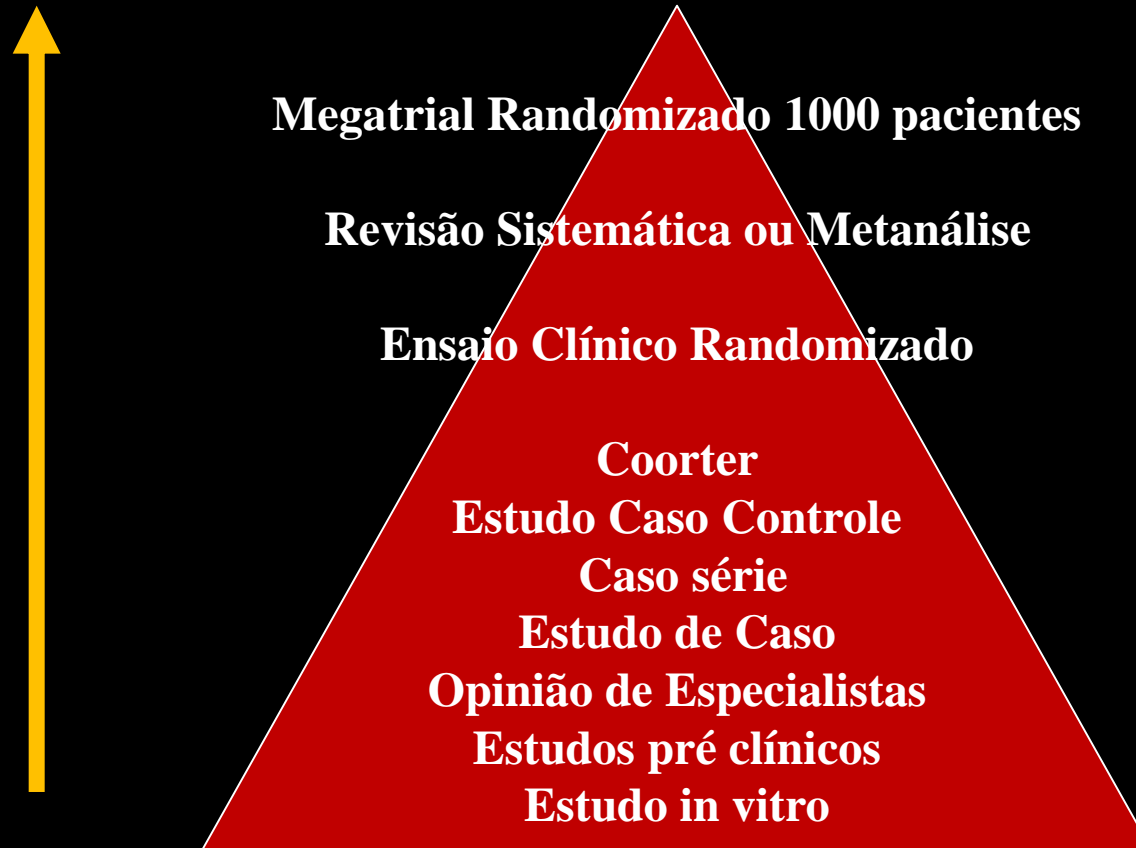 Megatrial Randomizado 1000 pacientes
Revisão Sistemática ou Metanálise
Ensaio Clínico Randomizado
Coorter
Estudo Caso Controle
Caso série
Estudo de Caso
Opinião de Especialistas
Estudos pré clínicos
Estudo in vitro